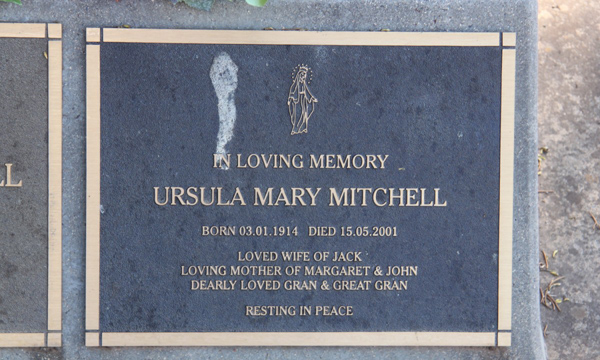 IN LOVING MEMORY
URSULA MARY MITCHELL
BORN 03.01.1914 DIED 15.05.2001
LOVED WIFE OF JACK
LOVING MOTHER OF MARGARET & JOHN
DEARLY LOVED GRAN & GREAT GRAN
RESTING IN PEACE